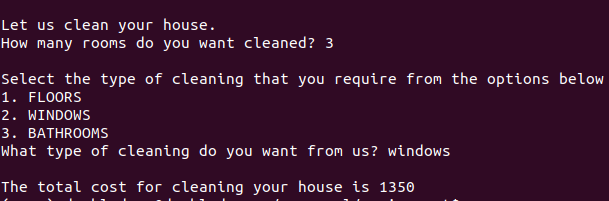 Let us clean your house.
How many rooms do you want cleaned? 3
Select the type of cleaning that you require from the options below
1. FLOORS
2. WINDOWS
3. BATHROOMS
What type of cleaning do you want from us? windows
The total cost for cleaning your house is 1350